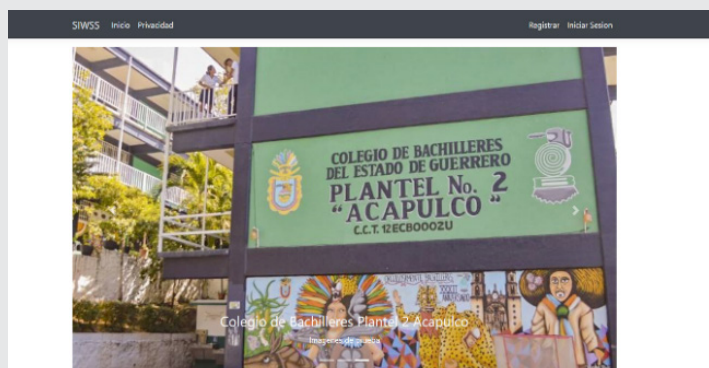 SIWSS Inicio Privacidad Registrar Iniciar Sesion
COLEGIO DE BACHILLERES
DEL ESTADO DE GUERRERO
PLANTEL No. 2
"ACAPULCO"
C.C.T. 12ECB0002U
Colegio de Bachilleres Plantel 2 Acapulco
Imagenes de prueba